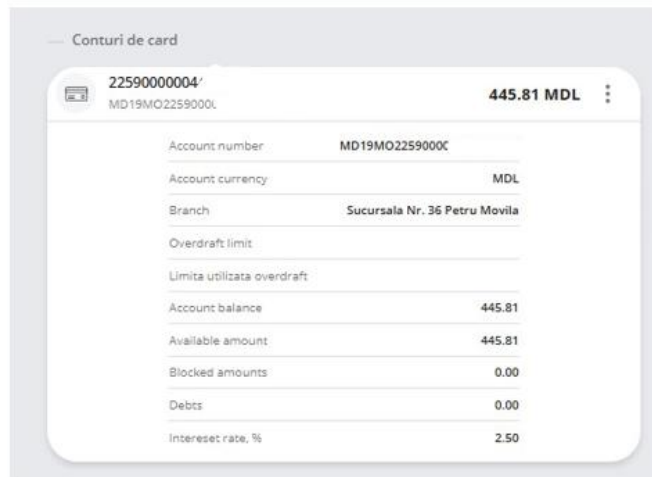 Conturi de card
22590000004
445.81 MDL
MD19MO2259000
Account number MD19MO2259000
Account currency MDL
Branch Sucursala Nr. 36 Petru Movila
Overdraft limit
Limita utilizata overdraft
Account balance 445.81
Available amount 445.81
Blocked amounts 0.00
Debts 0.00
Intereset rate, % 2.50